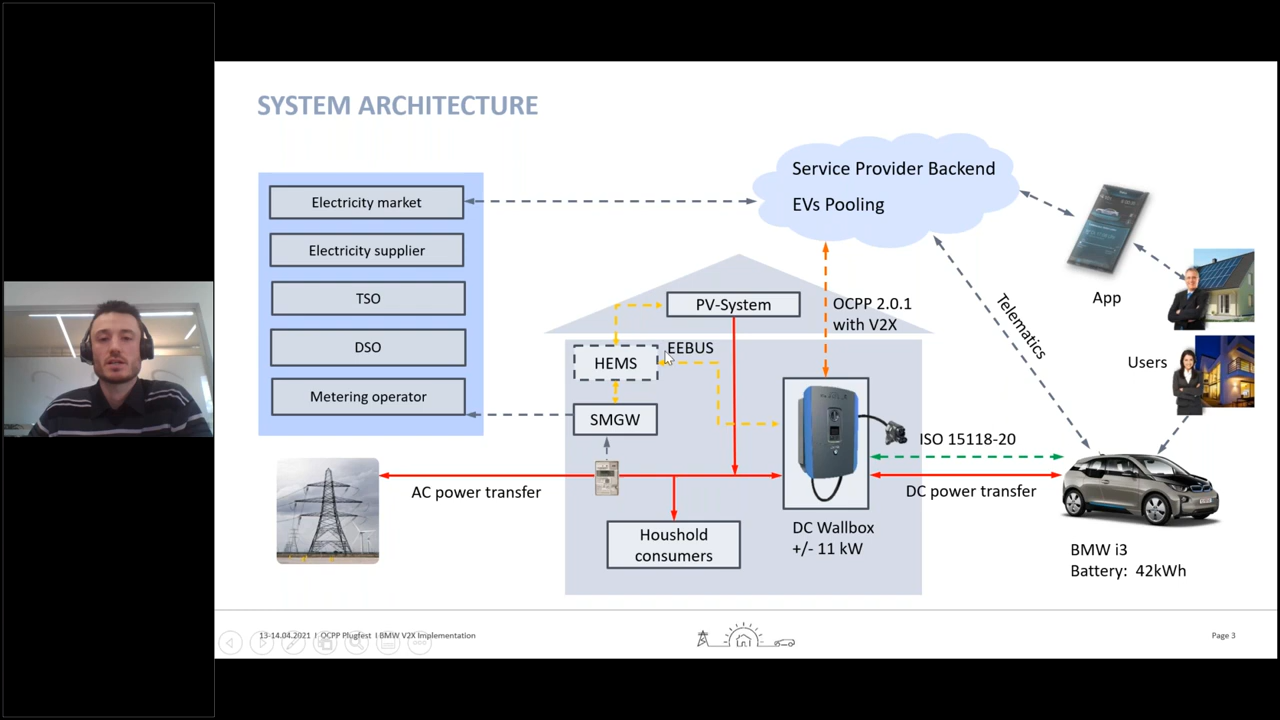 SYSTEM ARCHITECTURE
Electricity market
Electricity supplier
TSO
DSO
Metering operator
Service Provider Backend
EVs Pooling
App
Users
Telematics
PV-System
OCPP 2.0.1
with V2X
EEBUS
HEMS
SMGW
ISO 15118-20
AC power transfer
DC power transfer
Houshold
consumers
DC Wallbox
+/- 11 kW
BMW i3
Battery: 42kWh
13-14.04.2021 I OCPP Plugfest I BMW V2X Implementation
Page 3